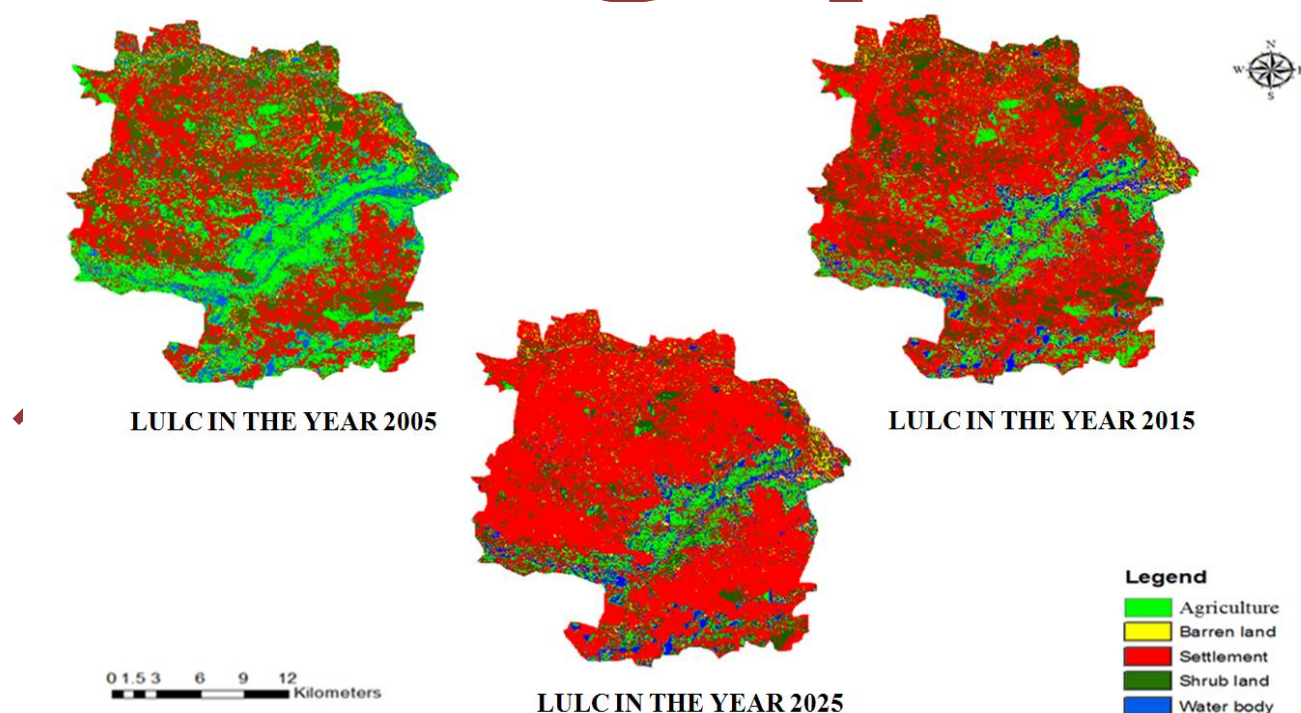 N
W E
S
LULC IN THE YEAR 2005
LULC IN THE YEAR 2015
Legend
Agriculture
Barren land
Settlement
Shrub land
Water body
0 1.5 3 6 9 12
Kilometers
LULC IN THE YEAR 2025